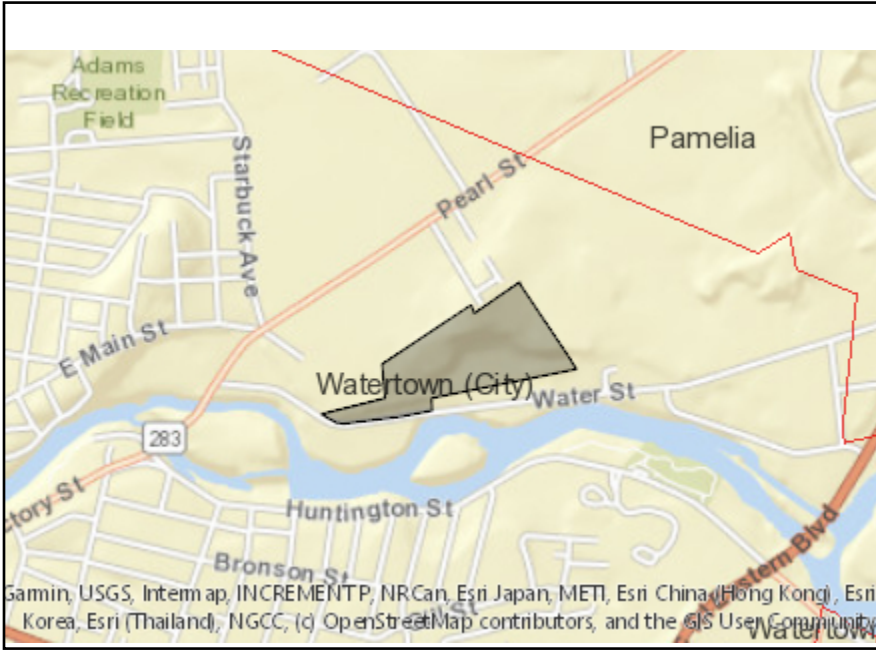 Adams
Recreation
Field
Pamelia
Starbuck Ave
Pearl St
E Main St
Watertown (City)
Water St
283
ctory St
Huntington St
Bronson St
Eastern Blvd
Garmin, USGS, Intermap, INCREMENT P, NRCan, Esri Japan, METI, Esri China (Hong Kong), Esri
Korea, Esri (Thailand), NGCC, (c) OpenStreetMap contributors, and the GIS User Community
Watertow